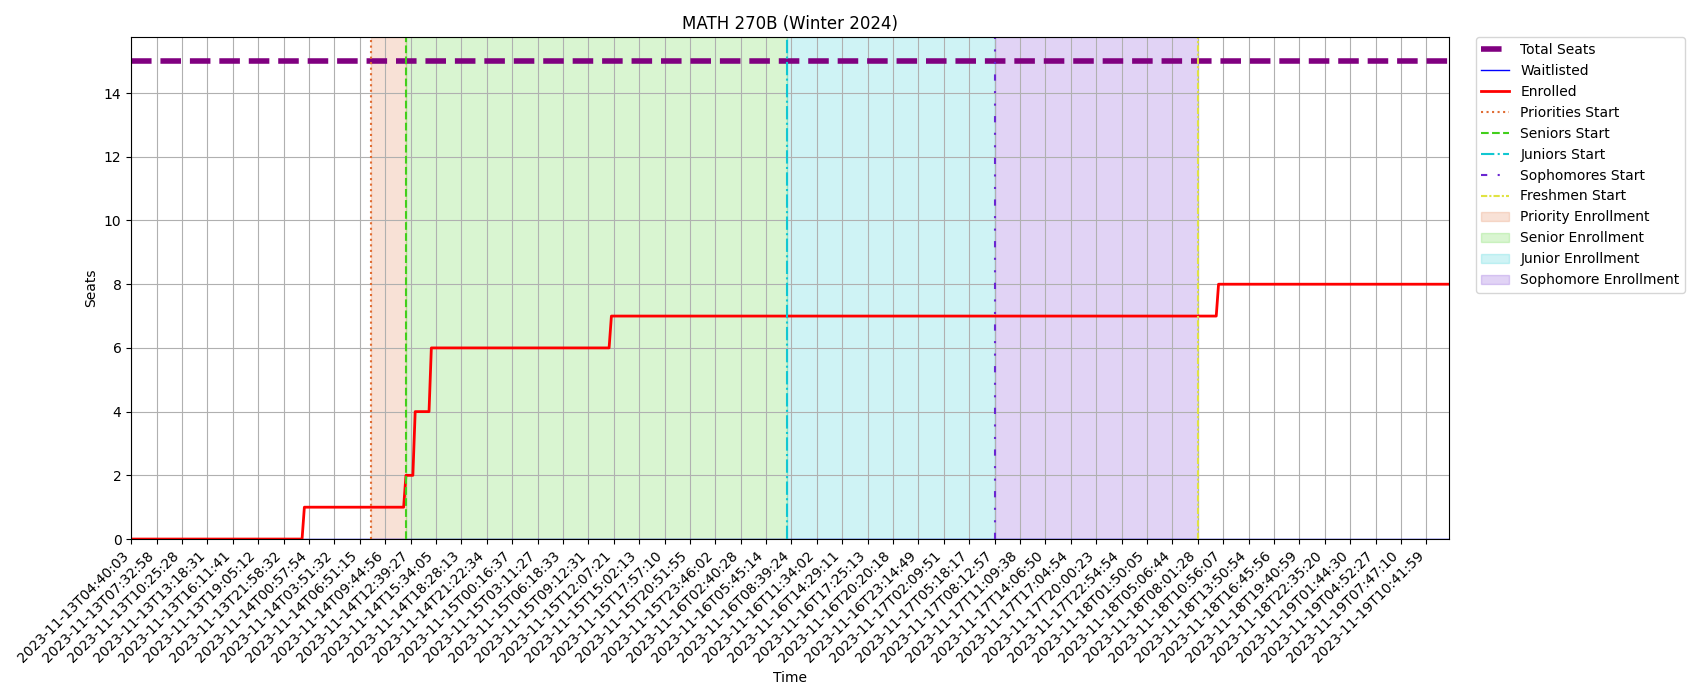 MATH 270B (Winter 2024)
Seats
14
12
10
8
6
4
2
0
2023-11-13T04:40:03
2023-11-13T07:32:58
2023-11-13T10:25:28
2023-11-13T13:18:31
2023-11-13T16:11:41
2023-11-13T19:05:12
2023-11-13T21:58:32
2023-11-14T00:57:54
2023-11-14T03:51:32
2023-11-14T06:51:15
2023-11-14T09:44:56
2023-11-14T12:39:27
2023-11-14T15:34:05
2023-11-14T18:28:13
2023-11-14T21:22:34
2023-11-15T00:16:37
2023-11-15T03:11:27
2023-11-15T06:18:33
2023-11-15T09:12:31
2023-11-15T12:07:21
2023-11-15T15:02:13
2023-11-15T17:57:10
2023-11-15T20:51:55
2023-11-15T23:46:02
2023-11-16T02:40:28
2023-11-16T05:45:14
2023-11-16T08:39:24
2023-11-16T11:34:02
2023-11-16T14:29:11
2023-11-16T17:25:13
2023-11-16T20:20:18
2023-11-16T23:14:49
2023-11-17T02:09:51
2023-11-17T05:18:17
2023-11-17T08:12:57
2023-11-17T11:09:38
2023-11-17T14:06:50
2023-11-17T17:04:54
2023-11-17T20:00:23
2023-11-17T22:54:54
2023-11-18T01:50:05
2023-11-18T05:06:44
2023-11-18T08:01:28
2023-11-18T10:56:07
2023-11-18T13:50:54
2023-11-18T16:45:56
2023-11-18T19:40:59
2023-11-18T22:35:20
2023-11-19T01:44:30
2023-11-19T04:52:27
2023-11-19T07:47:10
2023-11-19T10:41:59
Time
Total Seats
Waitlisted
Enrolled
Priorities Start
Seniors Start
Juniors Start
Sophomores Start
Freshmen Start
Priority Enrollment
Senior Enrollment
Junior Enrollment
Sophomore Enrollment